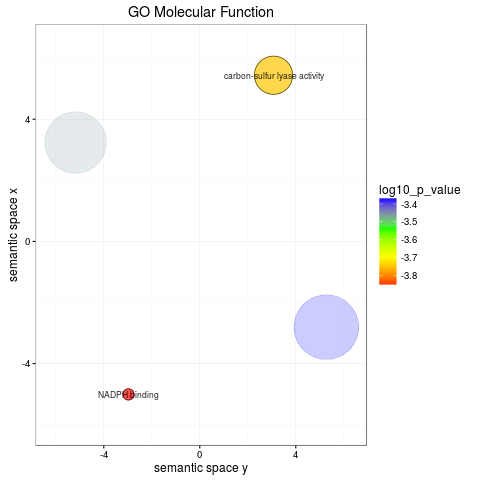 GO Molecular Function
carbon-sulfur lyase activity
4
0
-4
semantic space x
NADPH binding
-4
0
4
semantic space y
log10_p_value
-3.4
-3.5
-3.6
-3.7
-3.8